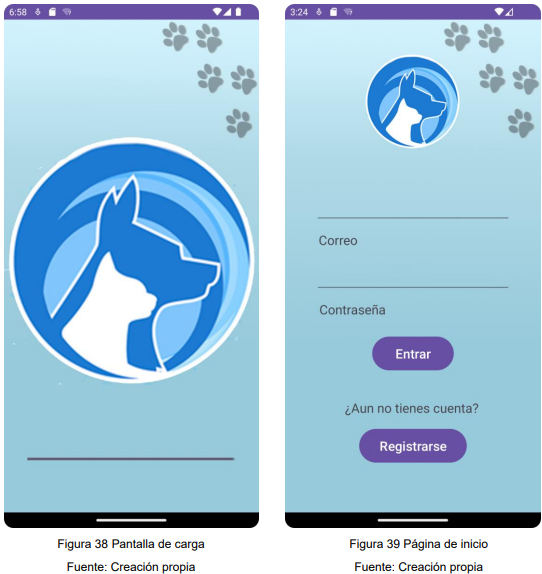 6:58
3:24
Correo
Contraseña
Entrar
¿Aun no tienes cuenta?
Registrarse
Figura 38 Pantalla de carga
Fuente: Creación propia
Figura 39 Página de inicio
Fuente: Creación propia